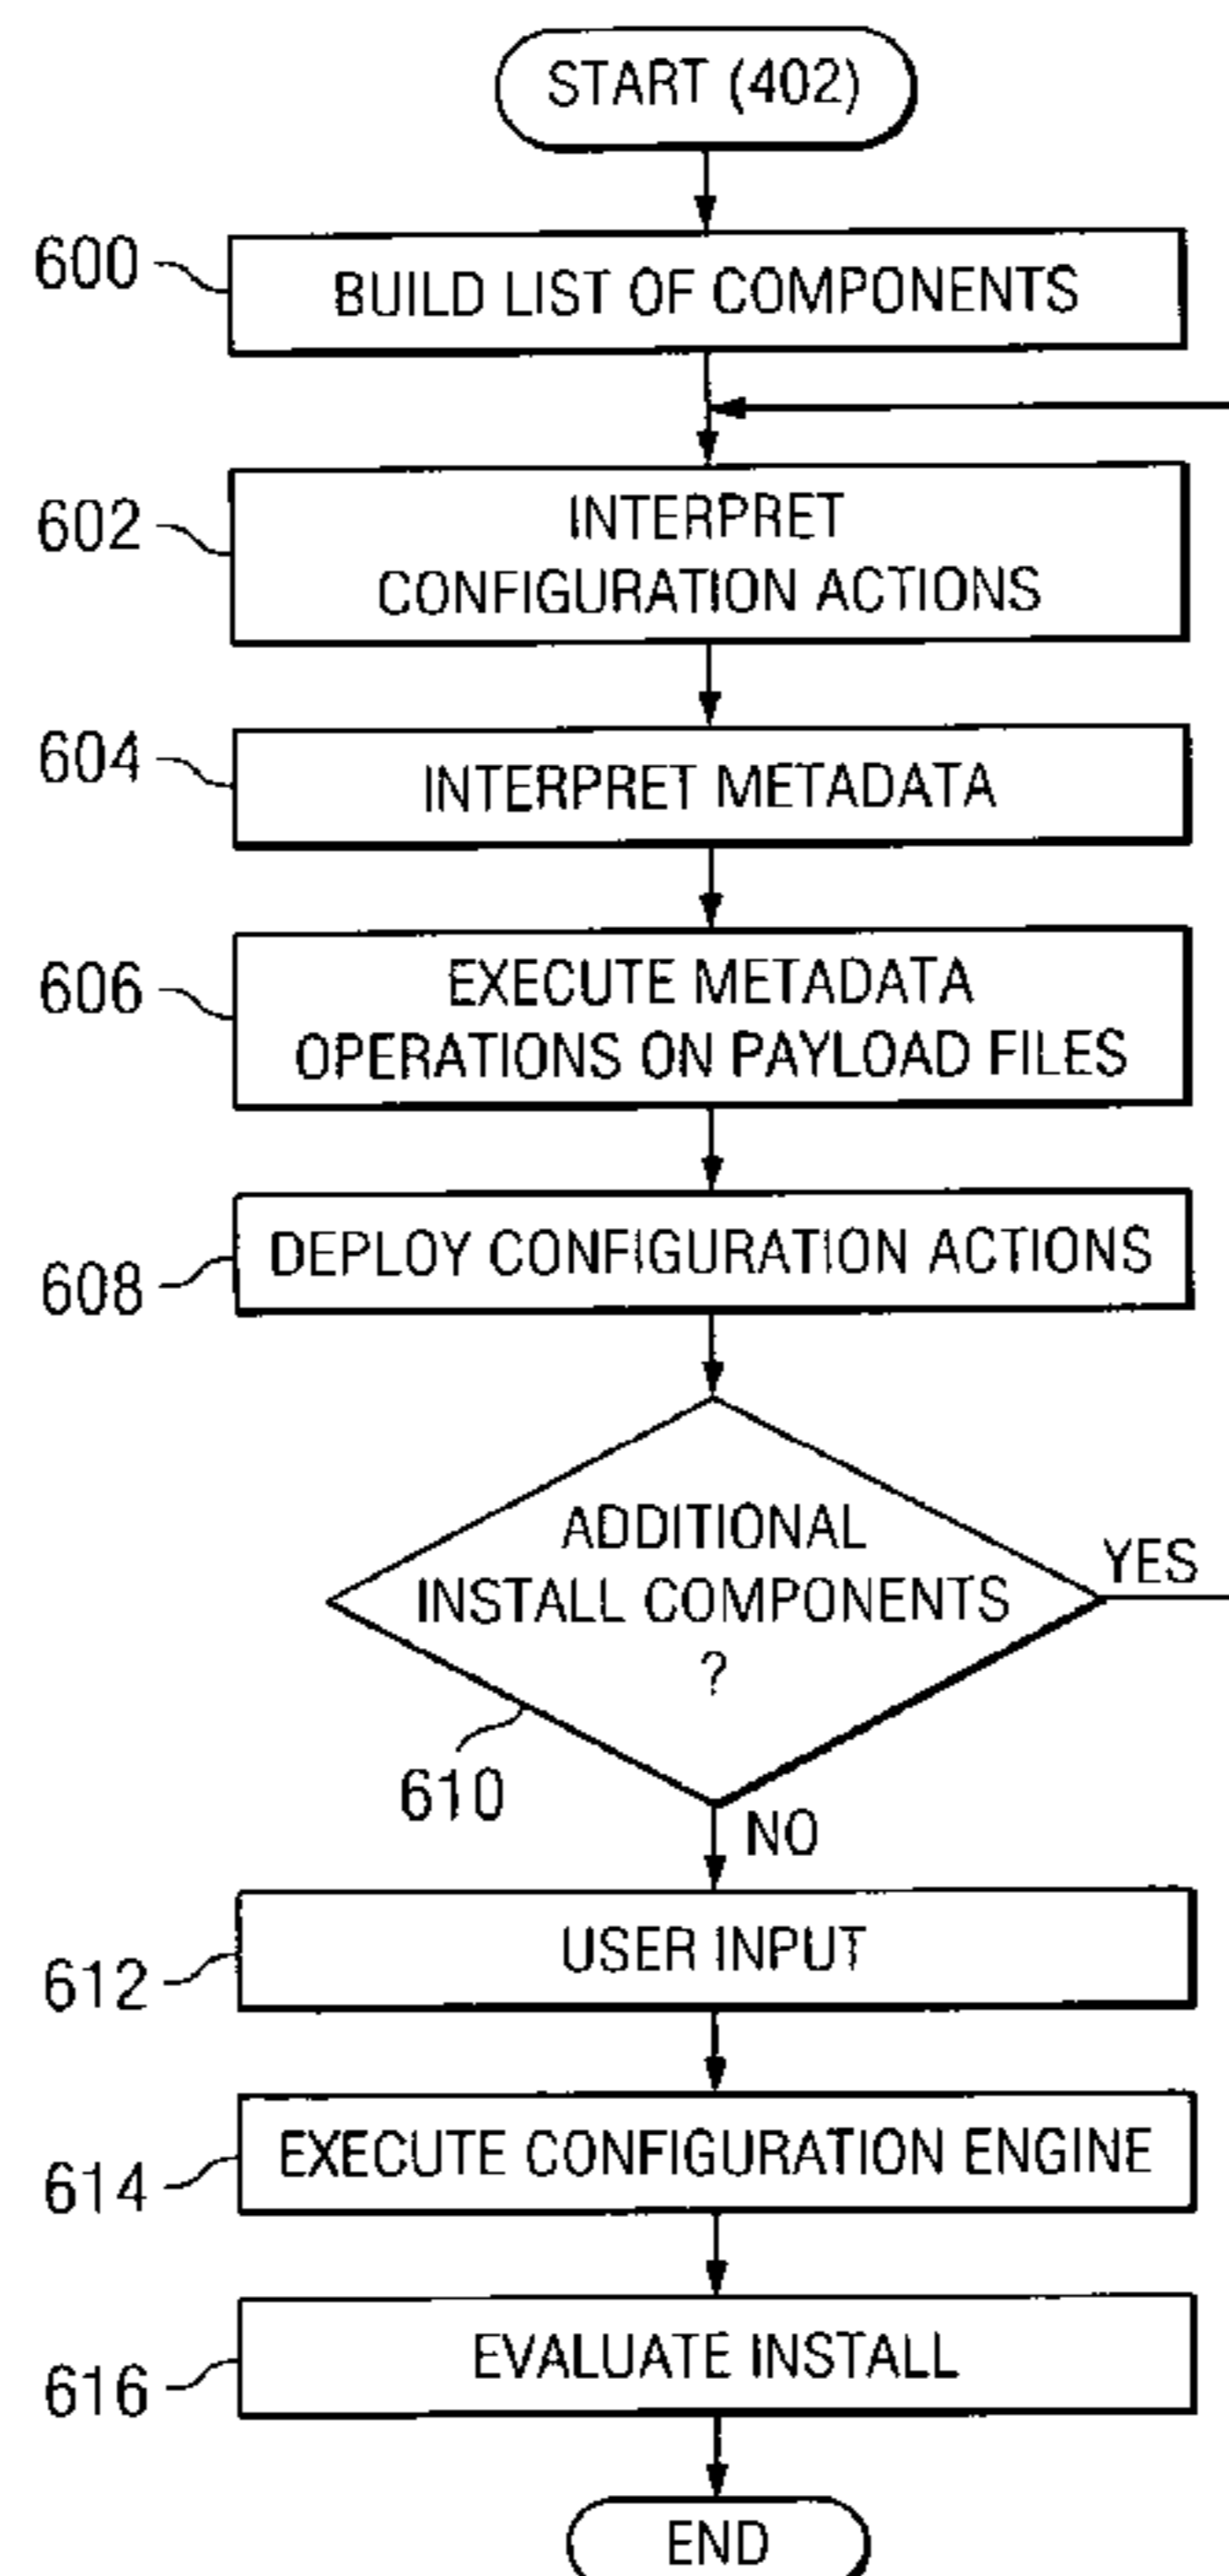 START (402)
600
BUILD LIST OF COMPONENTS
602
INTERPRET
CONFIGURATION ACTIONS
604
INTERPRET METADATA
606
EXECUTE METADATA
OPERATIONS ON PAYLOAD FILES
608
DEPLOY CONFIGURATION ACTIONS
ADDITIONAL
INSTALL COMPONENTS
?
YES
610
NO
612
USER INPUT
614
EXECUTE CONFIGURATION ENGINE
616
EVALUATE INSTALL
END